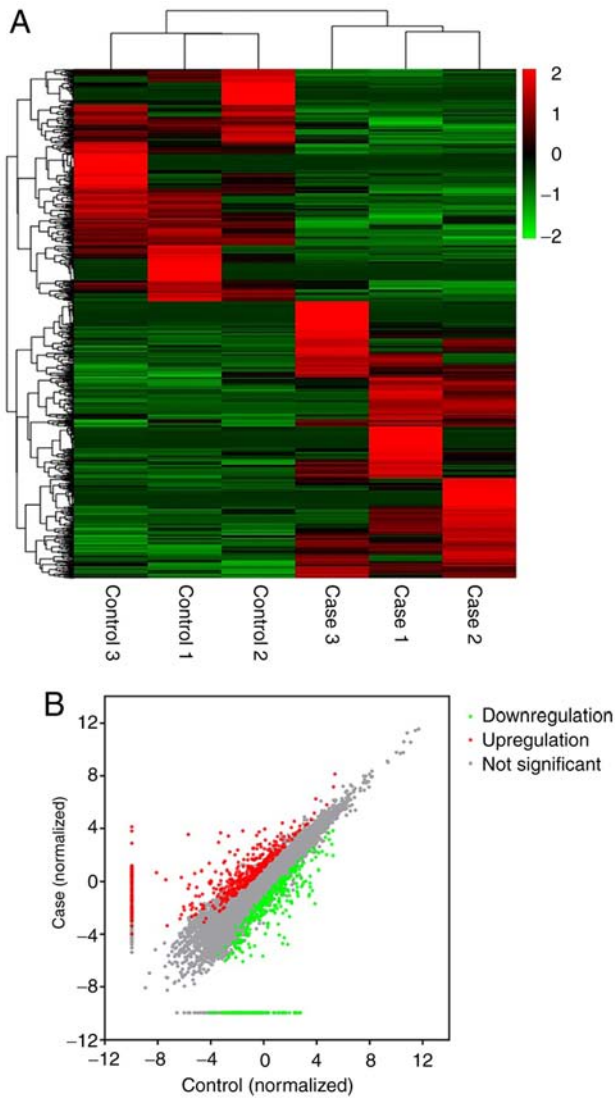 A
2
1
0
−1
−2
Control 3
Control 1
Control 2
Case 3
Case 1
Case 2
B
Downregulation
Upregulation
Not significant
Case (normalized)
12
8
4
0
−4
−8
−12
−12 −8 −4 0 4 8 12
Control (normalized)